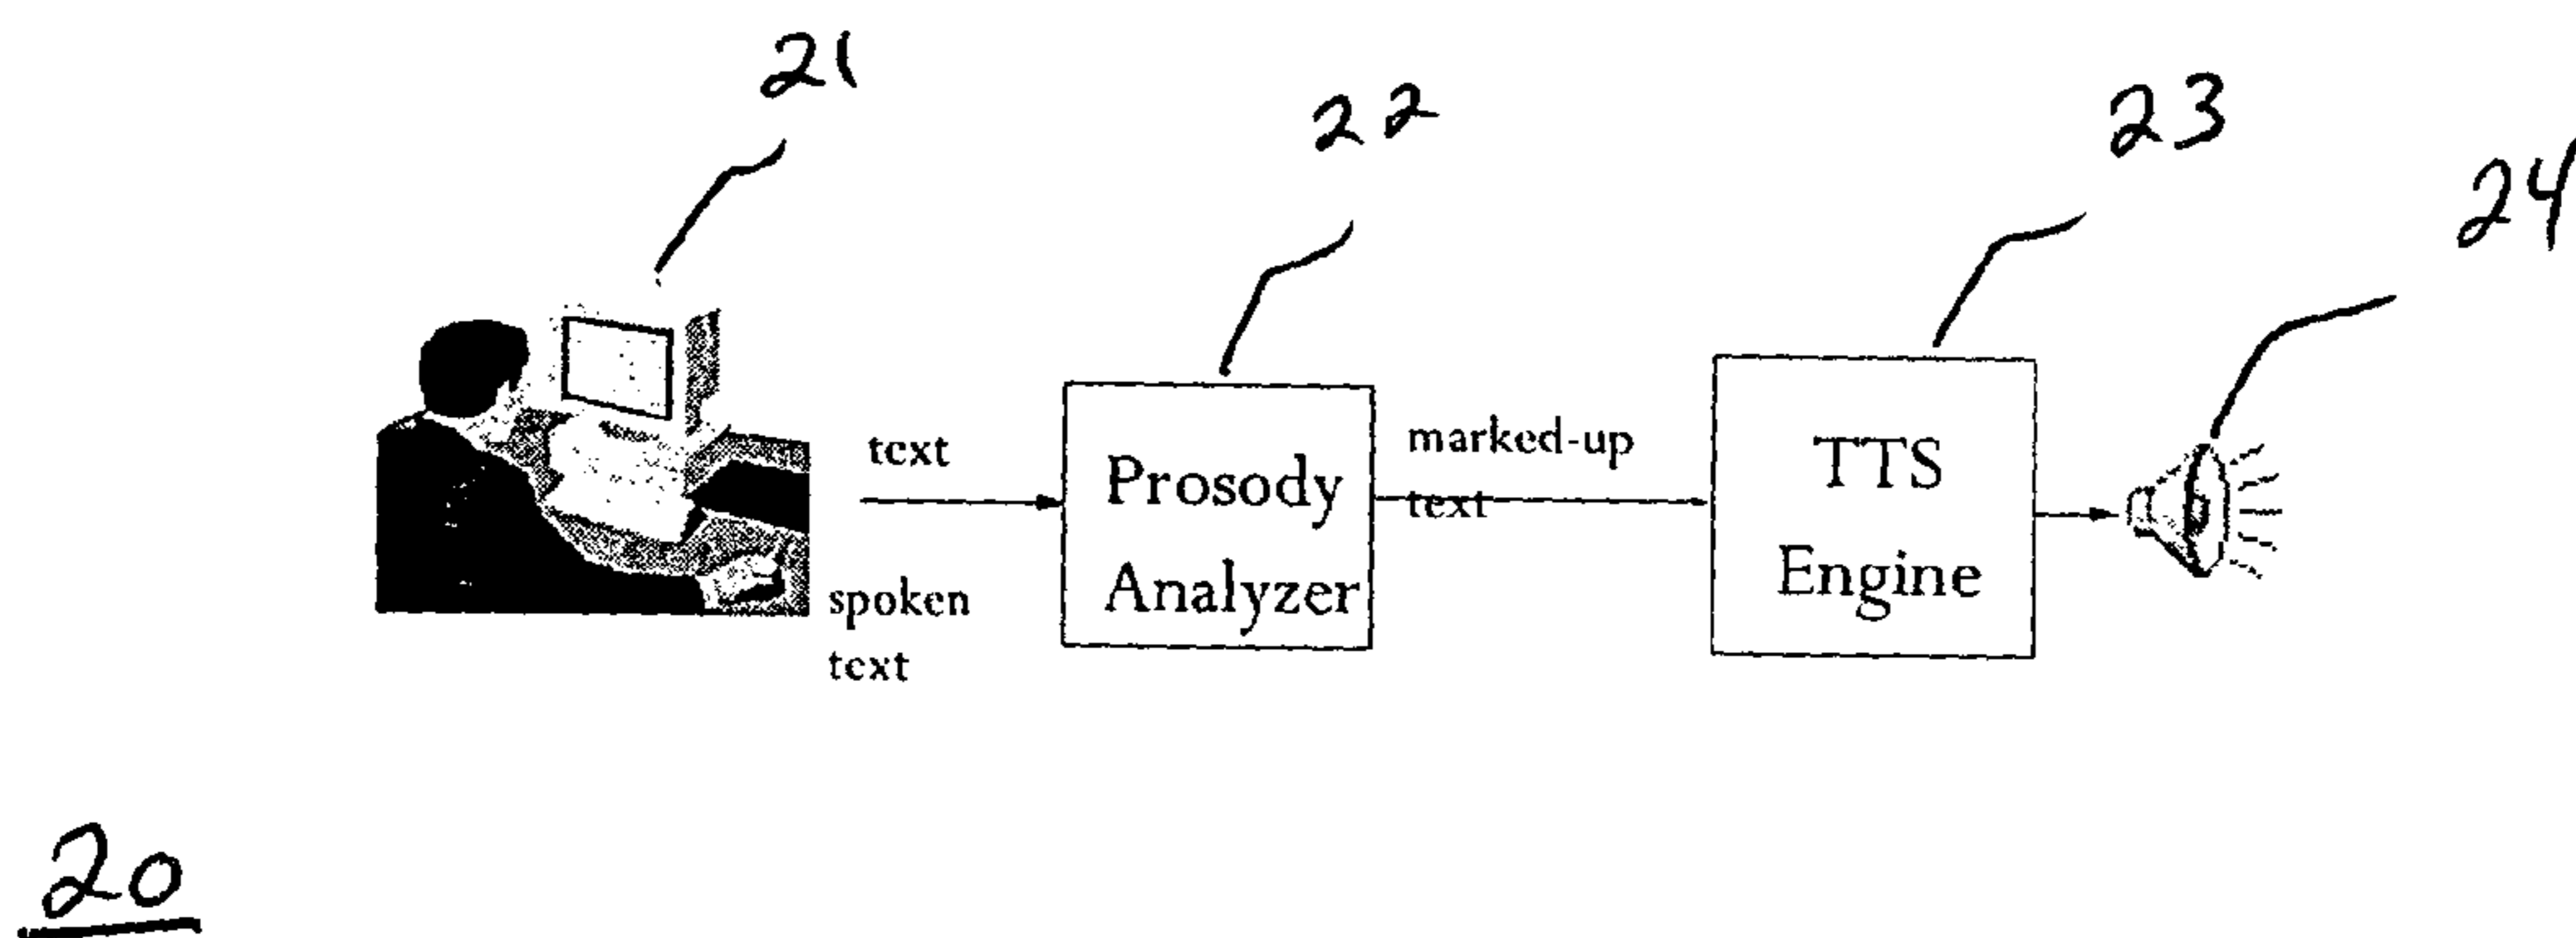 21
22
23
24
text
spoken
text
Prosody
Analyzer
marked-up
text
TTS
Engine
20